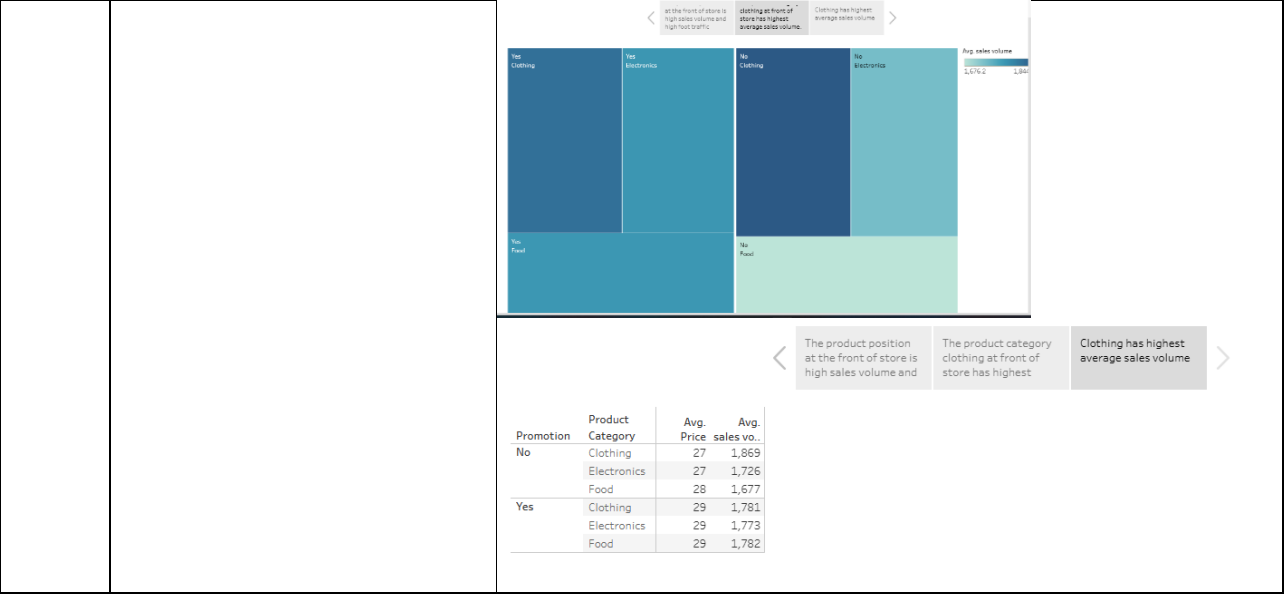 at the front of store is
high sales volume and
high foot traffic
clothing at front of
store has highest
average sales volume.
Clothing has highest
average sales volume
Yes
Clothing
Yes
Electronics
No
Clothing
No
Electronics
Avg. sales volume
1,676.2
Yes
Food
No
Food
The product position
at the front of store is
high sales volume and
The product category
clothing at front of
store has highest
Clothing has highest
average sales volume
Promotion Product Category Avg. Price Avg. sales vo..
No Clothing 27 1,869
Electronics 27 1,726
Food 28 1,677
Yes Clothing 29 1,781
Electronics 29 1,773
Food 29 1,782